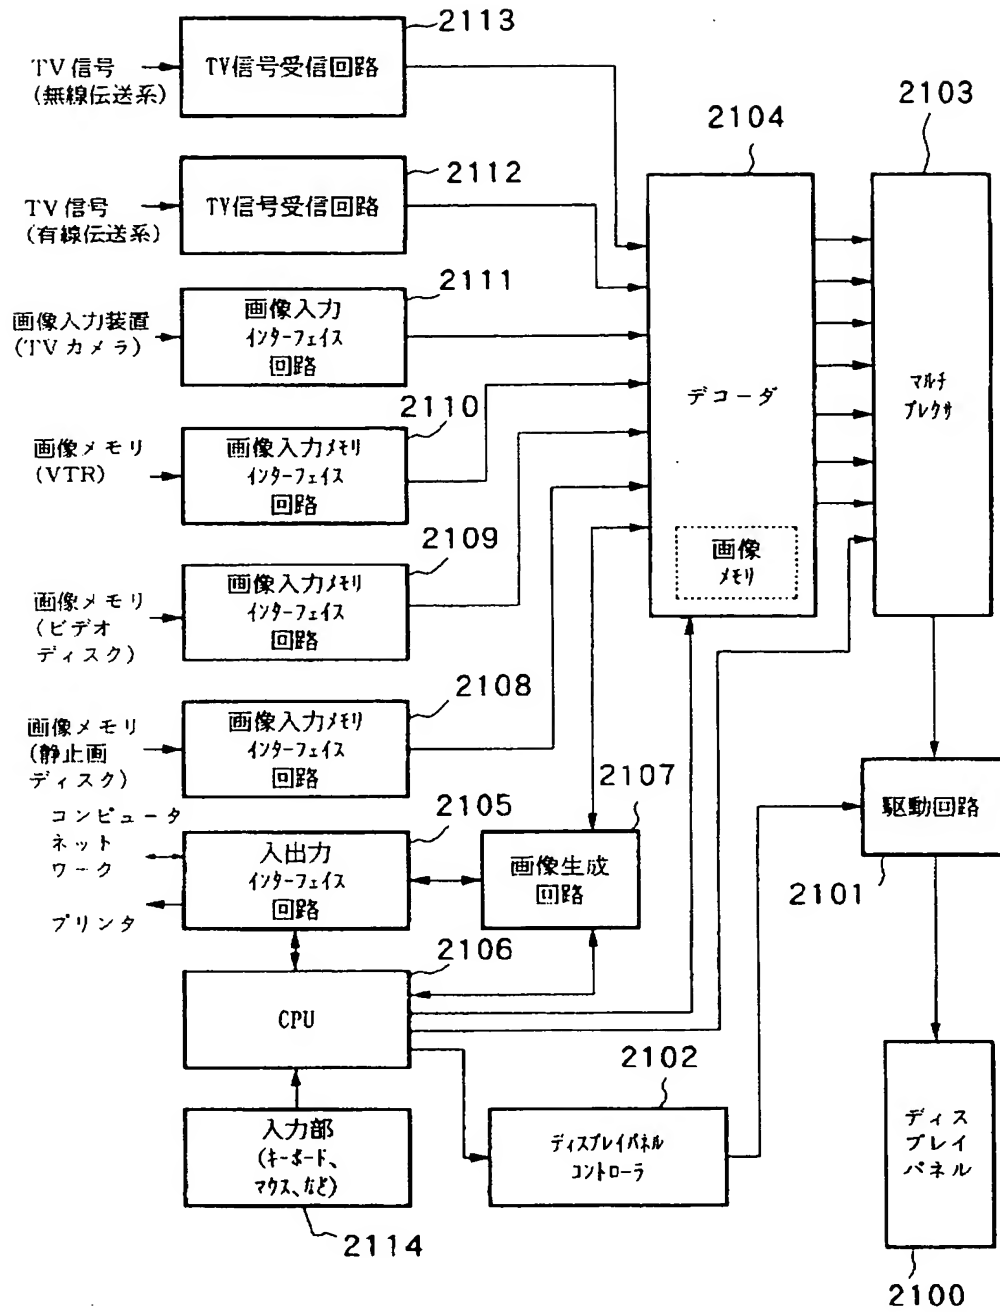 2113
TV信号
(無線伝送系)
TV信号受信回路
2112
TV信号
(有線伝送系)
TV信号受信回路
2111
画像入力装置
(TVカメラ)
画像入力
インターフェイス
回路
2110
画像メモリ
(VTR)
画像入力メモリ
インターフェイス
回路
2109
画像メモリ
(ビデオ
ディスク)
画像入力メモリ
インターフェイス
回路
2108
画像メモリ
(静止画
ディスク)
画像入力メモリ
インターフェイス
回路
2105
コンピュータ
ネット
ワーク
プリンタ
入出力
インターフェイス
回路
2107
画像生成
回路
2106
CPU
入力部
(キーボード、
マウス、など)
2114
2102
ディスプレイパネル
コントローラ
2104
デコーダ
画像
メモリ
2103
マルチ
プレクサ
駆動回路
2101
ディス
プレイ
パネル
2100